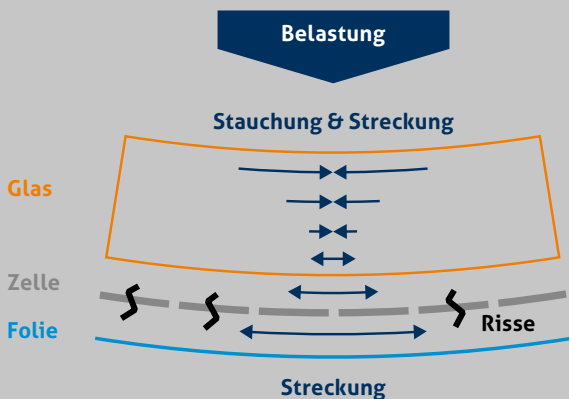 Belastung
Stauchung & Streckung
Glas
Zelle
Folie
Risse
Streckung